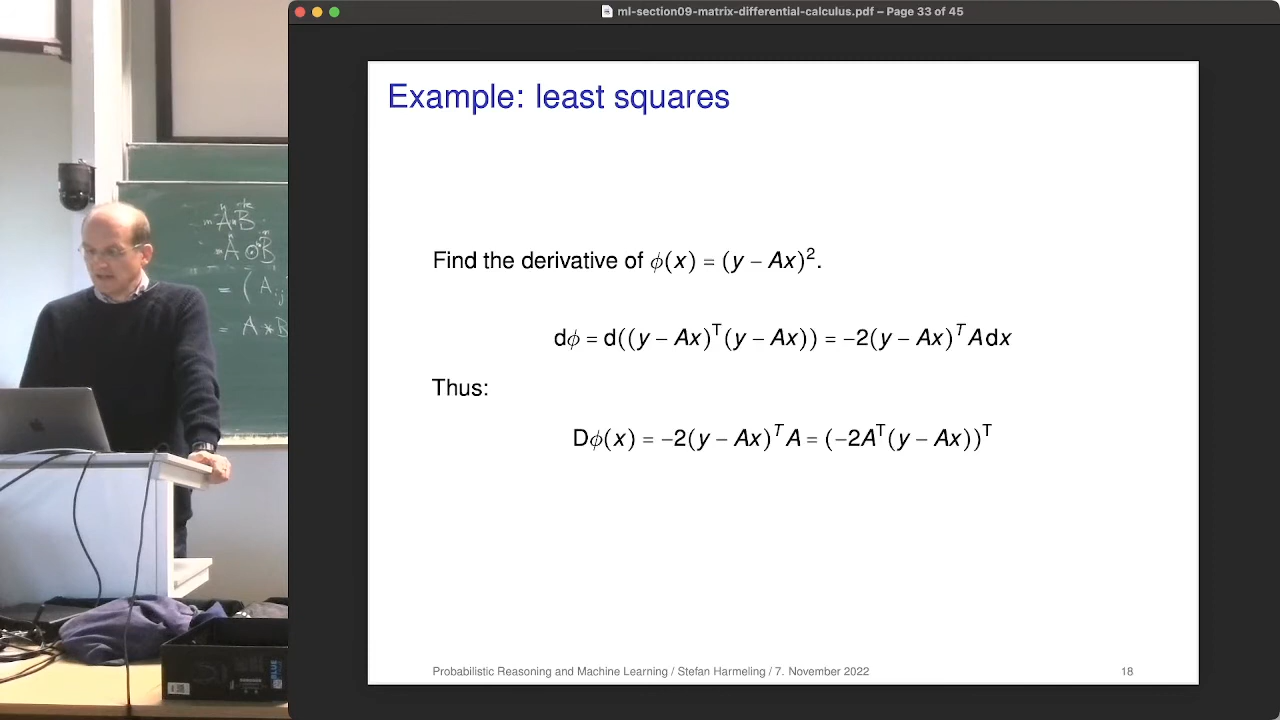 ml-section09-matrix-differential-calculus.pdf – Page 33 of 45
Example: least squares
Find the derivative of ϕ(x) = (y – Ax)².
dϕ = d((y – Ax)ᵀ(y – Ax)) = –2(y – Ax)ᵀA dx
Thus:
Dϕ(x) = –2(y – Ax)ᵀA = (–2Aᵀ(y – Ax))ᵀ
Probabilistic Reasoning and Machine Learning / Stefan Harmeling / 7. November 2022
18
A B
A ⊙ B
= ( A_ij
= A * B